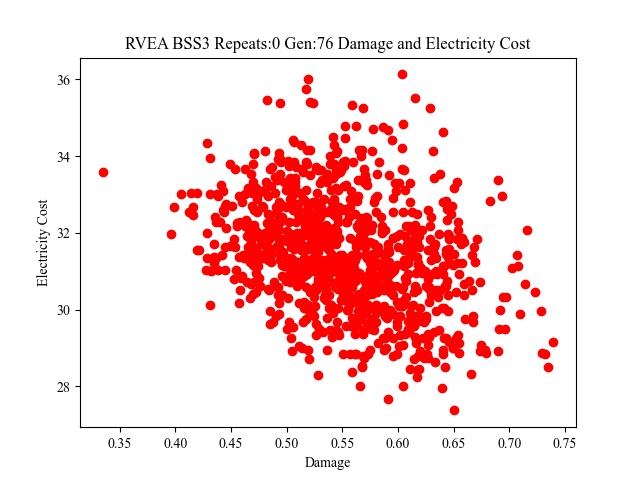 RVEA BSS3 Repeats:0 Gen:76 Damage and Electricity Cost
36
34
32
30
28
Electricity Cost
0.35 0.40 0.45 0.50 0.55 0.60 0.65 0.70 0.75
Damage